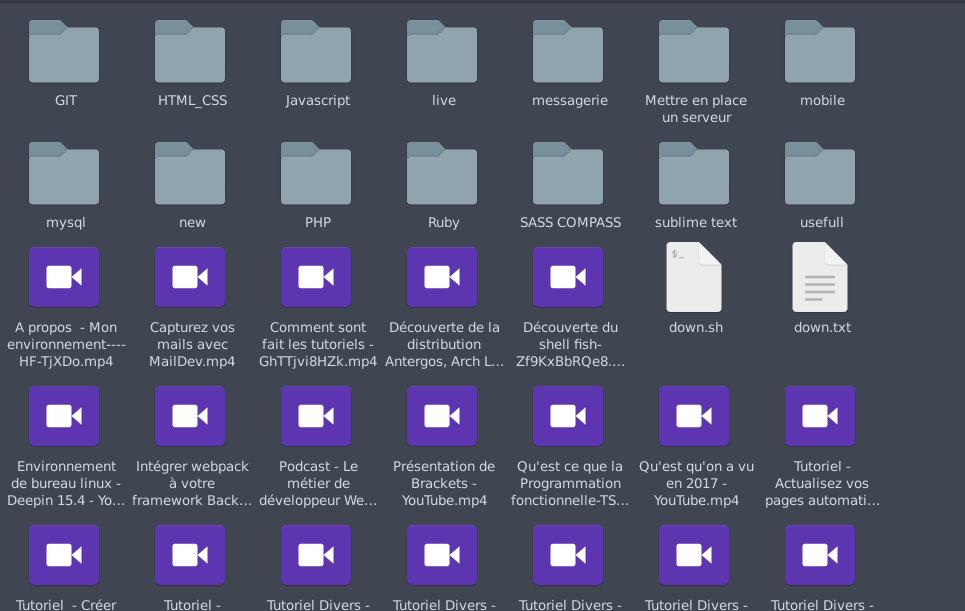 GIT
HTML_CSS
Javascript
live
messagerie
Mettre en place
un serveur
mobile
mysql
new
PHP
Ruby
SASS COMPASS
sublime text
usefull
A propos - Mon
environnement----
HF-TjXDo.mp4
Capturez vos
mails avec
MailDev.mp4
Comment sont
fait les tutoriels -
GhTTjvi8HZk.mp4
Découverte de la
distribution
Antergos, Arch L...
Découverte du
shell fish-
Zf9KxBbRQe8....
$_
down.sh
down.txt
Environnement
de bureau linux -
Deepin 15.4 - Yo...
Intégrer webpack
à votre
framework Back...
Podcast - Le
métier de
développeur We...
Présentation de
Brackets -
YouTube.mp4
Qu'est ce que la
Programmation
fonctionnelle-TS...
Qu'est qu'on a vu
en 2017 -
YouTube.mp4
Tutoriel -
Actualisez vos
pages automati...
Tutoriel - Créer
Tutoriel -
Tutoriel Divers -
Tutoriel Divers -
Tutoriel Divers -
Tutoriel Divers -
Tutoriel Divers -